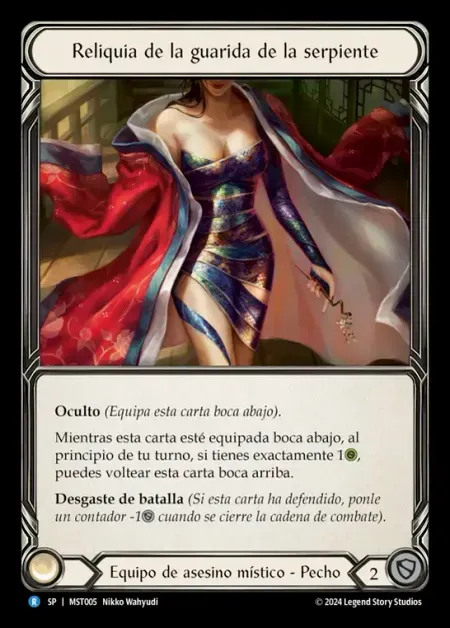 Reliquia de la guarida de la serpiente
Oculto (Equipa esta carta boca abajo).
Mientras esta carta esté equipada boca abajo, al
principio de tu turno, si tienes exactamente 1,
puedes voltear esta carta boca arriba.
Desgaste de batalla (Si esta carta ha defendido, ponle
un contador -1 cuando se cierre la cadena de combate).
Equipo de asesino místico - Pecho
2
R SP | MST005 Nikko Wahyudi
© 2024 Legend Story Studios